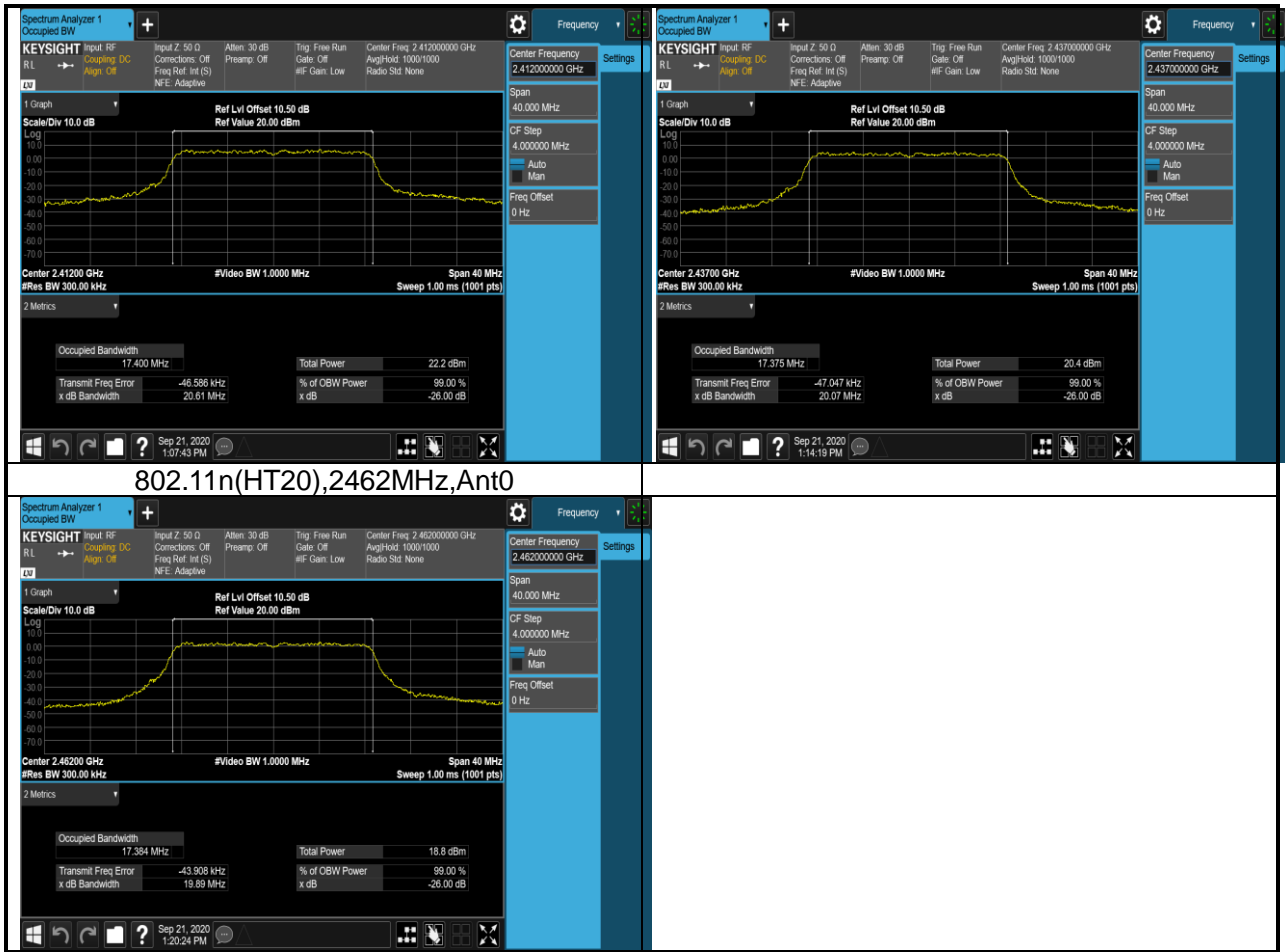 Spectrum Analyzer 1
Occupied BW
+
Frequency
KEYSIGHT
RL
LXI
Input: RF
Coupling: DC
Align: Off
Input Z: 50 Ω
Corrections: Off
Freq Ref: Int (S)
NFE: Adaptive
Atten: 30 dB
Preamp: Off
Trig: Free Run
Gate: Off
#IF Gain: Low
Center Freq: 2.412000000 GHz
Avg|Hold: 1000/1000
Radio Std: None
Center Frequency
2.412000000 GHz
Settings
Span
40.000 MHz
CF Step
4.000000 MHz
Auto
Man
Freq Offset
0 Hz
1 Graph
Scale/Div 10.0 dB
Ref Lvl Offset 10.50 dB
Ref Value 20.00 dBm
Log
10.0
0.00
-10.0
-20.0
-30.0
-40.0
-50.0
-60.0
-70.0
Center 2.41200 GHz
#Video BW 1.0000 MHz
Span 40 MHz
#Res BW 300.00 kHz
Sweep 1.00 ms (1001 pts)
2 Metrics
Occupied Bandwidth
17.400 MHz
Total Power 22.2 dBm
Transmit Freq Error -46.586 kHz
% of OBW Power 99.00 %
x dB Bandwidth 20.61 MHz
x dB -26.00 dB
?
Sep 21, 2020
1:07:43 PM
Spectrum Analyzer 1
Occupied BW
+
Frequency
KEYSIGHT
RL
LXI
Input: RF
Coupling: DC
Align: Off
Input Z: 50 Ω
Corrections: Off
Freq Ref: Int (S)
NFE: Adaptive
Atten: 30 dB
Preamp: Off
Trig: Free Run
Gate: Off
#IF Gain: Low
Center Freq: 2.437000000 GHz
Avg|Hold: 1000/1000
Radio Std: None
Center Frequency
2.437000000 GHz
Settings
Span
40.000 MHz
CF Step
4.000000 MHz
Auto
Man
Freq Offset
0 Hz
1 Graph
Scale/Div 10.0 dB
Ref Lvl Offset 10.50 dB
Ref Value 20.00 dBm
Log
10.0
0.00
-10.0
-20.0
-30.0
-40.0
-50.0
-60.0
-70.0
Center 2.43700 GHz
#Video BW 1.0000 MHz
Span 40 MHz
#Res BW 300.00 kHz
Sweep 1.00 ms (1001 pts)
2 Metrics
Occupied Bandwidth
17.375 MHz
Total Power 20.4 dBm
Transmit Freq Error -47.047 kHz
% of OBW Power 99.00 %
x dB Bandwidth 20.07 MHz
x dB -26.00 dB
?
Sep 21, 2020
1:14:19 PM
802.11n(HT20),2462MHz,Ant0
Spectrum Analyzer 1
Occupied BW
+
Frequency
KEYSIGHT
RL
LXI
Input: RF
Coupling: DC
Align: Off
Input Z: 50 Ω
Corrections: Off
Freq Ref: Int (S)
NFE: Adaptive
Atten: 30 dB
Preamp: Off
Trig: Free Run
Gate: Off
#IF Gain: Low
Center Freq: 2.462000000 GHz
Avg|Hold: 1000/1000
Radio Std: None
Center Frequency
2.462000000 GHz
Settings
Span
40.000 MHz
CF Step
4.000000 MHz
Auto
Man
Freq Offset
0 Hz
1 Graph
Scale/Div 10.0 dB
Ref Lvl Offset 10.50 dB
Ref Value 20.00 dBm
Log
10.0
0.00
-10.0
-20.0
-30.0
-40.0
-50.0
-60.0
-70.0
Center 2.46200 GHz
#Video BW 1.0000 MHz
Span 40 MHz
#Res BW 300.00 kHz
Sweep 1.00 ms (1001 pts)
2 Metrics
Occupied Bandwidth
17.384 MHz
Total Power 18.8 dBm
Transmit Freq Error -43.908 kHz
% of OBW Power 99.00 %
x dB Bandwidth 19.89 MHz
x dB -26.00 dB
?
Sep 21, 2020
1:20:24 PM